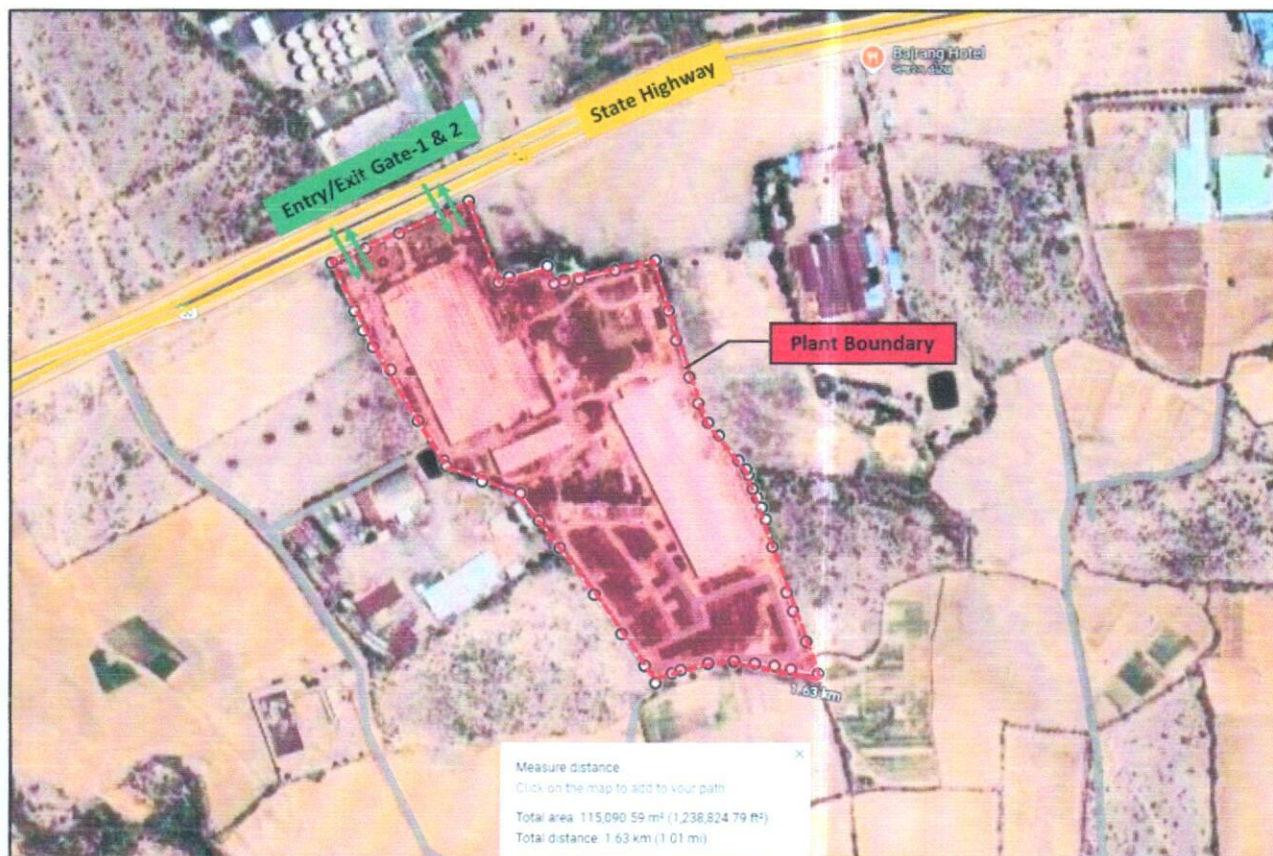 Bajrang Hotel
बजरंग होटल
State Highway
Entry/Exit Gate-1 & 2
Plant Boundary
1.63 km
Measure distance
Click on the map to add to your path
Total area: 115,090.59 m² (1,238,824.79 ft²)
Total distance: 1.63 km (1.01 mi)